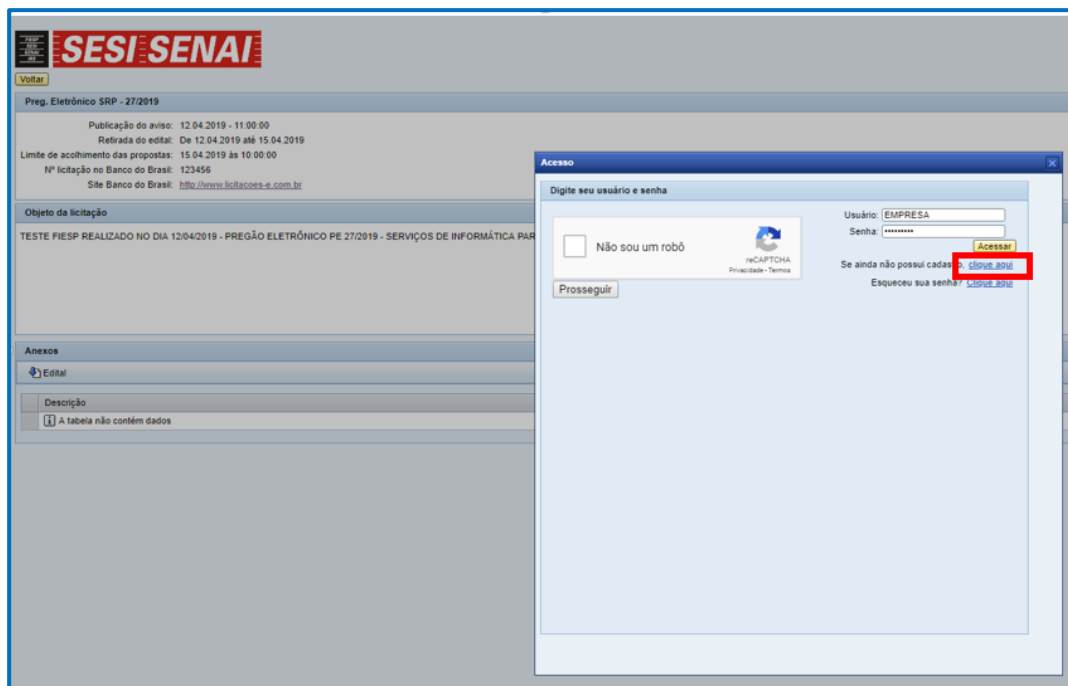 SESI SENAI
Voltar
Preg. Eletrônico SRP - 27/2019
Publicação do aviso: 12.04.2019 - 11:00:00
Retirada do edital: De 12.04.2019 até 15.04.2019
Limite de acolhimento das propostas: 15.04.2019 às 10:00:00
Nº licitação no Banco do Brasil: 123456
Site Banco do Brasil: http://www.licitacoes-e.com.br
Objeto da licitação
TESTE FIESP REALIZADO NO DIA 12/04/2019 - PREGÃO ELETRÔNICO PE 27/2019 - SERVIÇOS DE INFORMÁTICA PAR
Anexos
Edital
Descrição
A tabela não contém dados
Acesso
Digite seu usuário e senha
Não sou um robô
reCAPTCHA
Privacidade - Termos
Prosseguir
Usuário: EMPRESA
Senha:
Acessar
Se ainda não possui cadastro, clique aqui
Esqueceu sua senha? Clique aqui